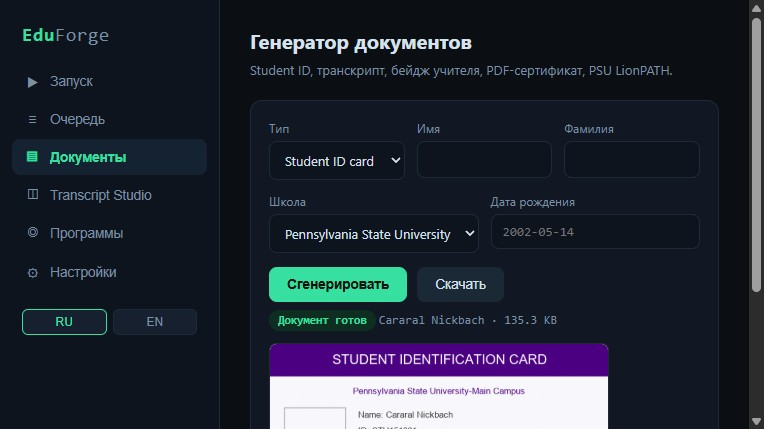 EduForge
Запуск
Очередь
Документы
Transcript Studio
Программы
Настройки
RU
EN
Генератор документов
Student ID, транскрипт, бейдж учителя, PDF-сертификат, PSU LionPATH.
Тип
Имя
Фамилия
Student ID card
Школа
Дата рождения
Pennsylvania State University
2002-05-14
Сгенерировать
Скачать
Документ готов Cararal Nickbach · 135.3 KB
STUDENT IDENTIFICATION CARD
Pennsylvania State University-Main Campus
Name: Cararal Nickbach